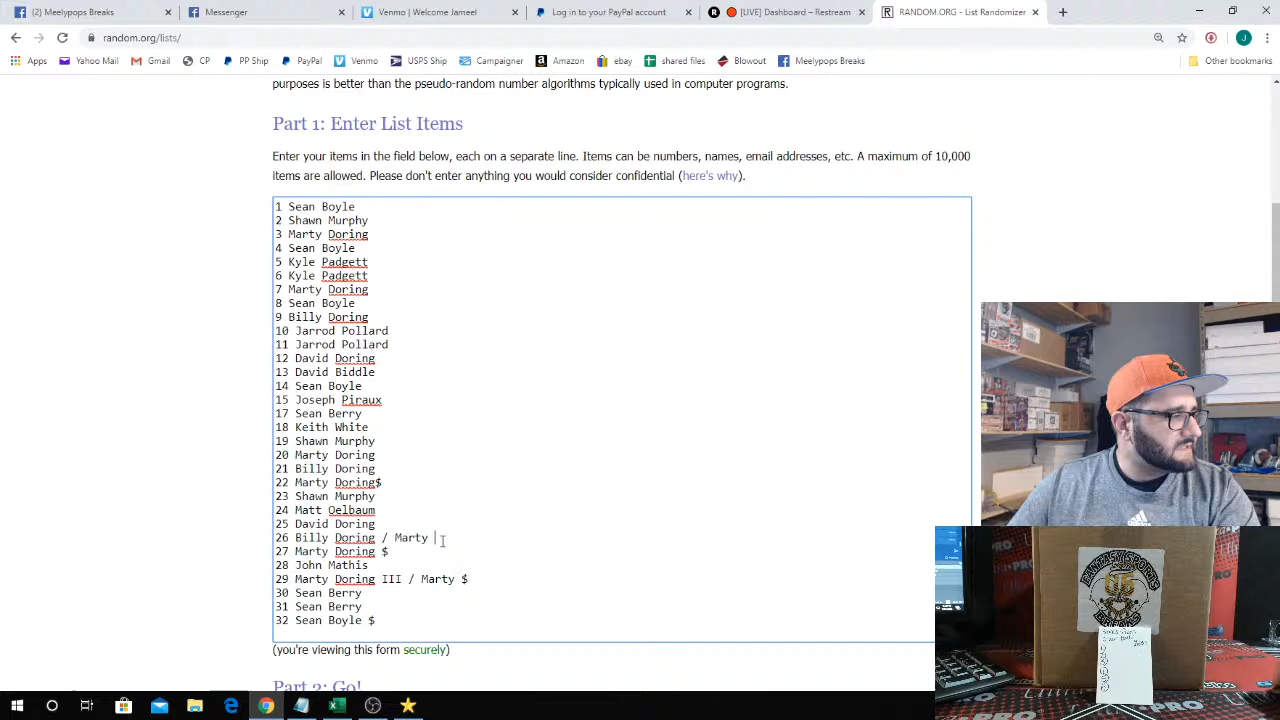 (2) Meelypops Breaks
Messenger
Venmo | Welcome Jameel
Log in to your PayPal account
[LIVE] Dashboard – Restream
RANDOM.ORG - List Randomizer
random.org/lists/
Apps
Yahoo Mail
Gmail
CP
PP Ship
PayPal
Venmo
USPS Ship
Campaigner
Amazon
ebay
shared files
Blowout
Meelypops Breaks
Other bookmarks
purposes is better than the pseudo-random number algorithms typically used in computer programs.
Part 1: Enter List Items
Enter your items in the field below, each on a separate line. Items can be numbers, names, email addresses, etc. A maximum of 10,000
items are allowed. Please don't enter anything you would consider confidential (here's why).
1 Sean Boyle
2 Shawn Murphy
3 Marty Doring
4 Sean Boyle
5 Kyle Padgett
6 Kyle Padgett
7 Marty Doring
8 Sean Boyle
9 Billy Doring
10 Jarrod Pollard
11 Jarrod Pollard
12 David Doring
13 David Biddle
14 Sean Boyle
15 Joseph Piraux
17 Sean Berry
18 Keith White
19 Shawn Murphy
20 Marty Doring
21 Billy Doring
22 Marty Doring$
23 Shawn Murphy
24 Matt Oelbaum
25 David Doring
26 Billy Doring / Marty
27 Marty Doring $
28 John Mathis
29 Marty Doring III / Marty $
30 Sean Berry
31 Sean Berry
32 Sean Boyle $
(you're viewing this form securely)
Part 2: Go!